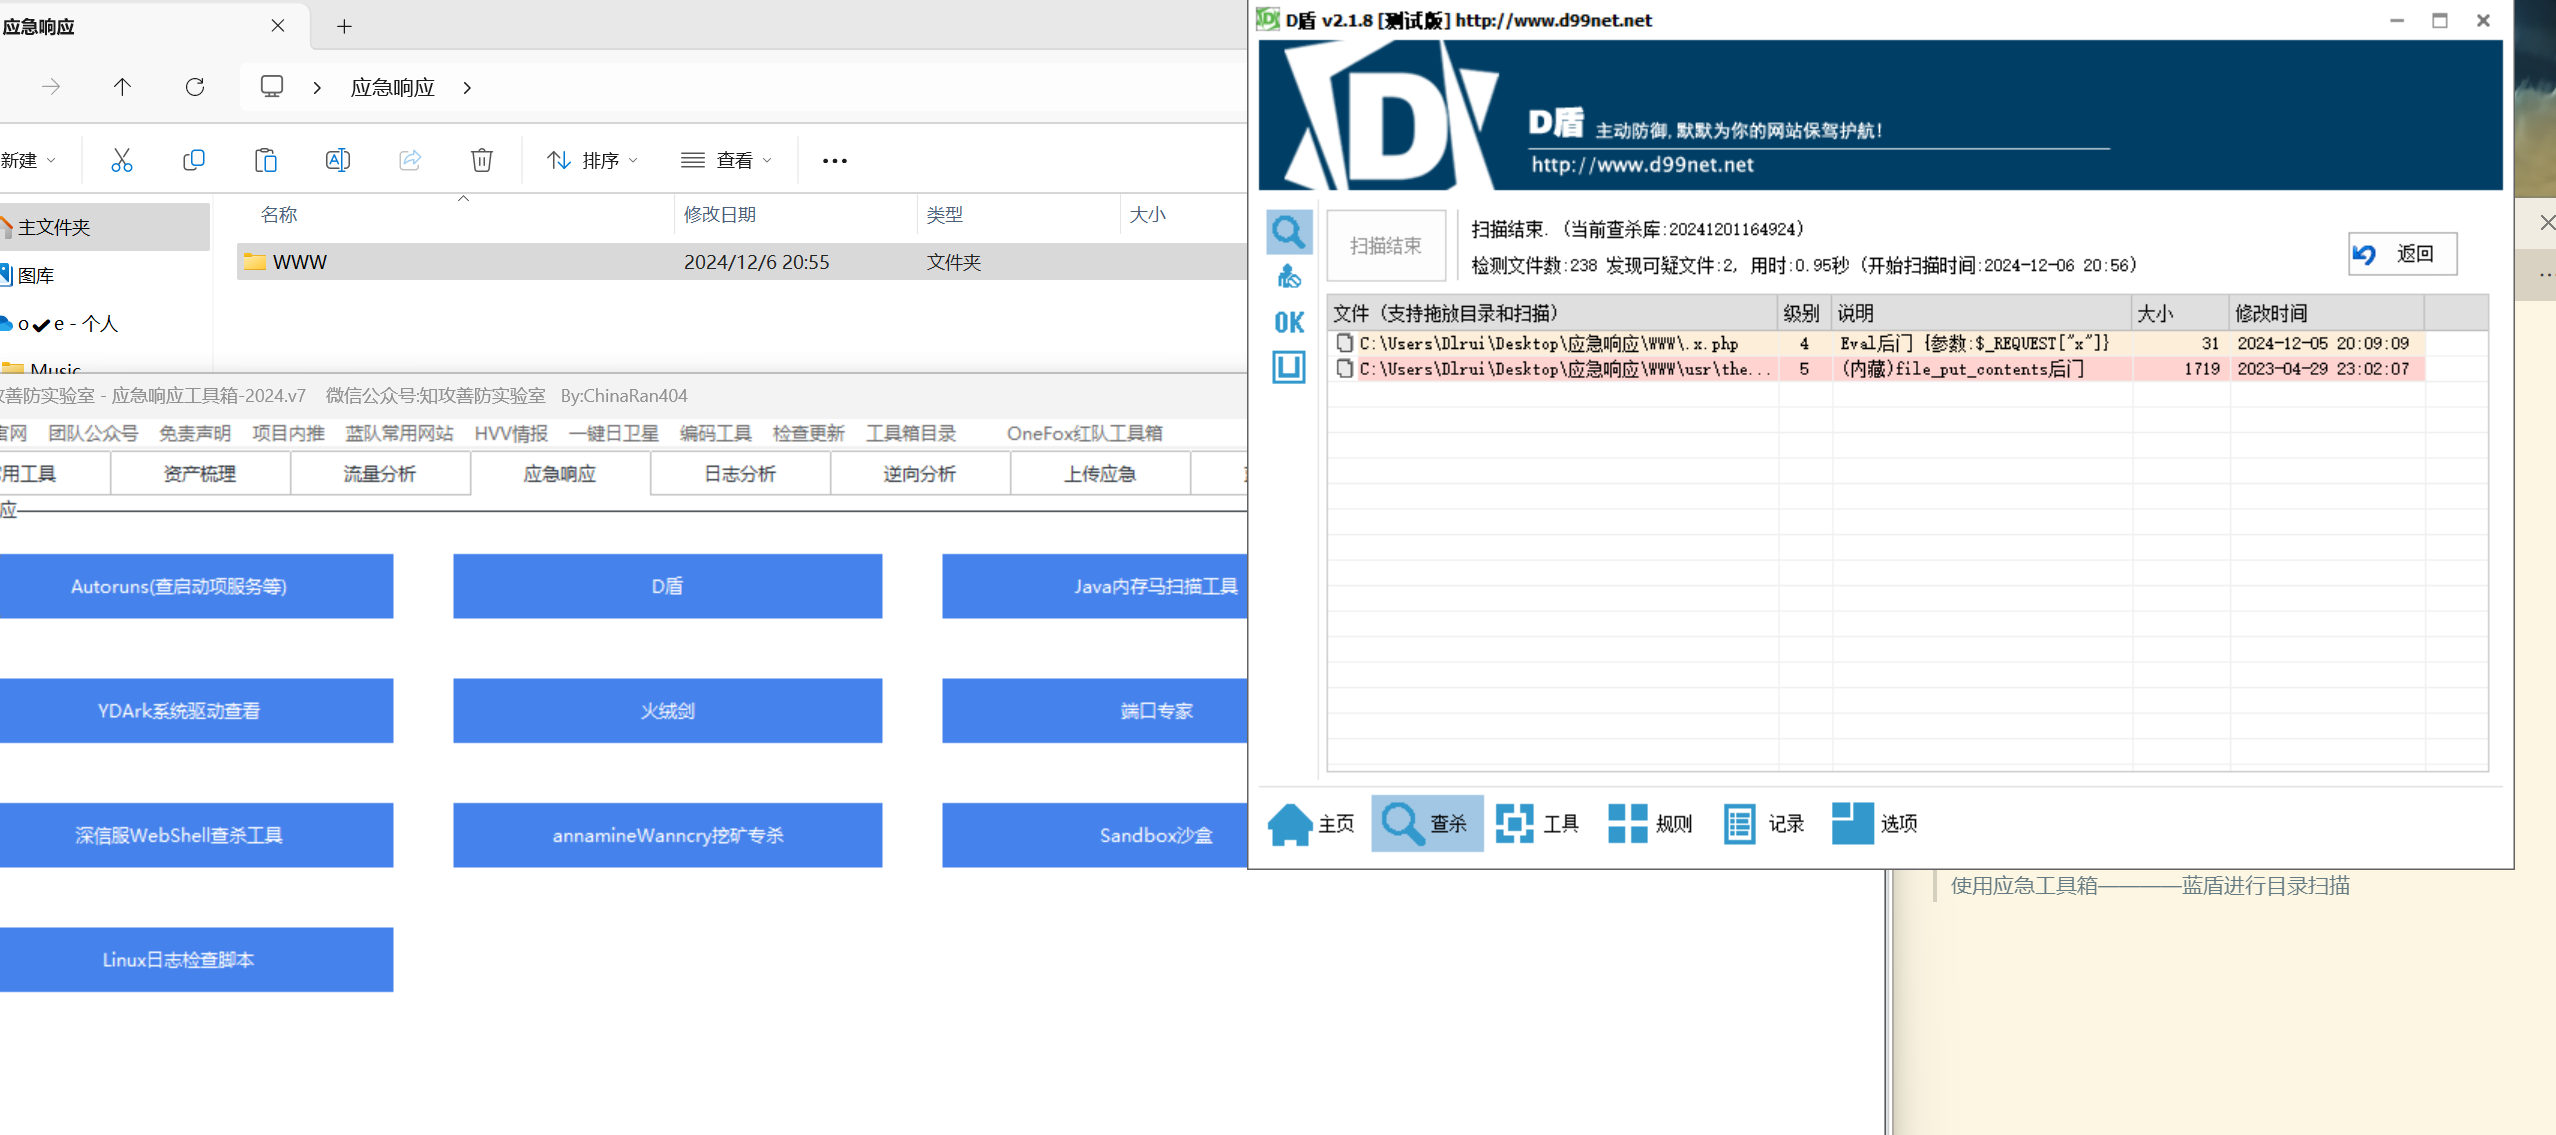 应急响应
应急响应
新建
排序
查看
名称
修改日期
类型
大小
主文件夹
WWW
2024/12/6 20:55
文件夹
图库
o✔e - 个人
Music
攻善防实验室 - 应急响应工具箱-2024.v7 微信公众号:知攻善防实验室 By:ChinaRan404
官网 团队公众号 免责声明 项目内推 蓝队常用网站 HVV情报 一键日卫星 编码工具 检查更新 工具箱目录 OneFox红队工具箱
用工具 资产梳理 流量分析 应急响应 日志分析 逆向分析 上传应急
应
Autoruns(查启动项服务等)
D盾
Java内存马扫描工具
YDArk系统驱动查看
火绒剑
端口专家
深信服WebShell查杀工具
annamineWanncry挖矿专杀
Sandbox沙盒
Linux日志检查脚本
D盾 v2.1.8 [测试版] http://www.d99net.net
D盾 主动防御,默默为你的网站保驾护航!
http://www.d99net.net
扫描结束
扫描结束. (当前查杀库:20241201164924)
检测文件数:238 发现可疑文件:2, 用时:0.95秒 (开始扫描时间:2024-12-06 20:56)
返回
OK
文件 (支持拖放目录和扫描) 级别 说明 大小 修改时间
C:\Users\Dlrui\Desktop\应急响应\WWW\.x.php 4 Eval后门 {参数:$_REQUEST["x"]} 31 2024-12-05 20:09:09
C:\Users\Dlrui\Desktop\应急响应\WWW\usr\the... 5 (内藏)file_put_contents后门 1719 2023-04-29 23:02:07
主页 查杀 工具 规则 记录 选项
使用应急工具箱————蓝盾进行目录扫描